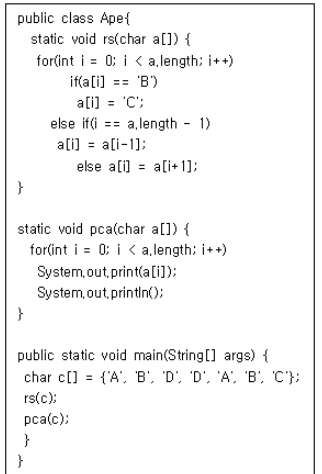 public class Ape{
static void rs(char a[]) {
for(int i = 0; i < a.length; i++)
if(a[i] == 'B')
a[i] = 'C';
else if(i == a.length - 1)
a[i] = a[i-1];
else a[i] = a[i+1];
}
static void pca(char a[]) {
for(int i = 0; i < a.length; i++)
System.out.print(a[i]);
System.out.println();
}
public static void main(String[] args) {
char c[] = {'A', 'B', 'D', 'D', 'A', 'B', 'C'};
rs(c);
pca(c);
}
}